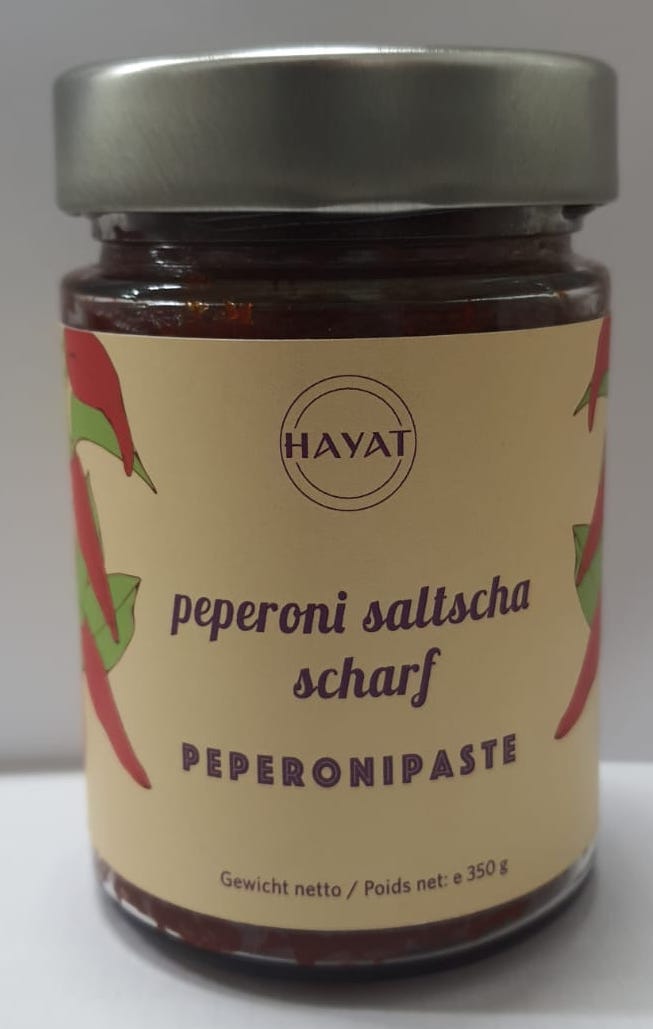 HAYAT
peperoni saltscha
scharf
PEPERONIPASTE
Gewicht netto / Poids net: e 350 g